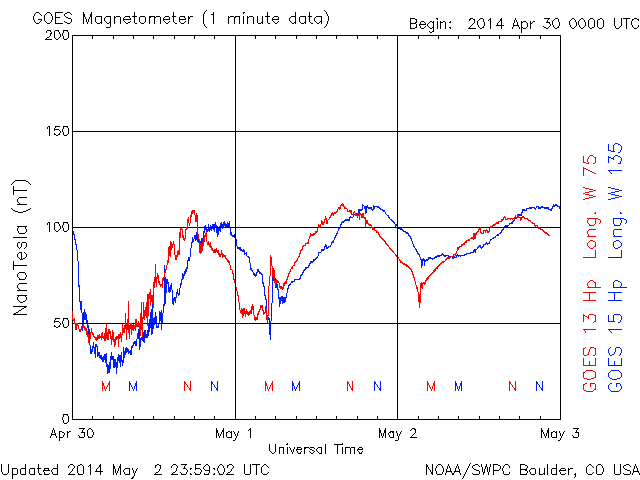 GOES Magnetometer (1 minute data)
Begin: 2014 Apr 30 0000 UTC
200
150
100
50
0
NanoTesla (nT)
M M N N M M N N M M N N
Apr 30 May 1 May 2 May 3
Universal Time
GOES 13 Hp Long. W 75
GOES 15 Hp Long. W 135
Updated 2014 May 2 23:59:02 UTC
NOAA/SWPC Boulder, CO USA